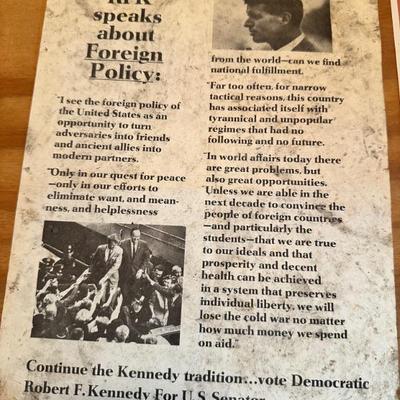 RFK
speaks
about
Foreign
Policy:
"I see the foreign policy of
the United States as an
opportunity to turn
adversaries into friends
and ancient allies into
modern partners.
"Only in our quest for peace
—only in our efforts to
eliminate want, and mean-
ness, and helplessness
from the world—can we find
national fulfillment.
"Far too often, for narrow
tactical reasons, this country
has associated itself with
tyrannical and unpopular
regimes that had no
following and no future.
"In world affairs today there
are great problems, but
also great opportunities.
Unless we are able in the
next decade to convince the
people of foreign countries
—and particularly the
students—that we are true
to our ideals and that
prosperity and decent
health can be achieved
in a system that preserves
individual liberty, we will
lose the cold war no matter
how much money we spend
on aid."
Continue the Kennedy tradition...vote Democratic
Robert F. Kennedy For U.S. Senator